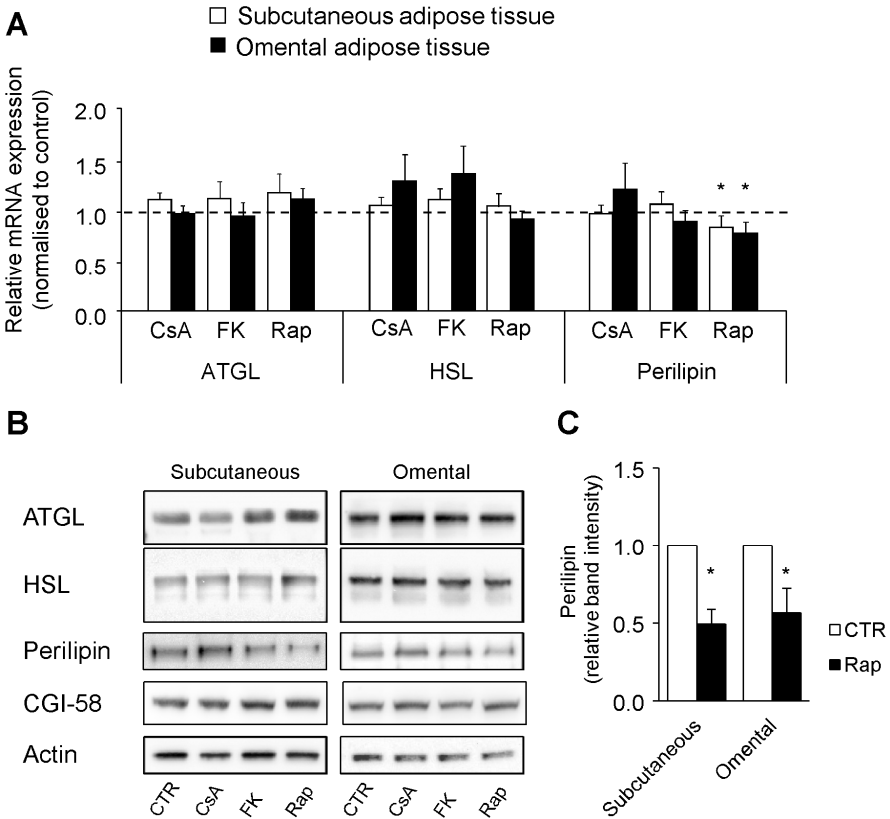 A
Subcutaneous adipose tissue
Omental adipose tissue
Relative mRNA expression
(normalised to control)
2.0
1.5
1.0
0.5
0.0
* *
CsA FK Rap CsA FK Rap CsA FK Rap
ATGL HSL Perilipin
B
Subcutaneous Omental
ATGL
HSL
Perilipin
CGI-58
Actin
CTR CsA FK Rap CTR CsA FK Rap
C
Perilipin
(relative band intensity)
1.5
1.0
0.5
0.0
* *
Subcutaneous Omental
CTR
Rap